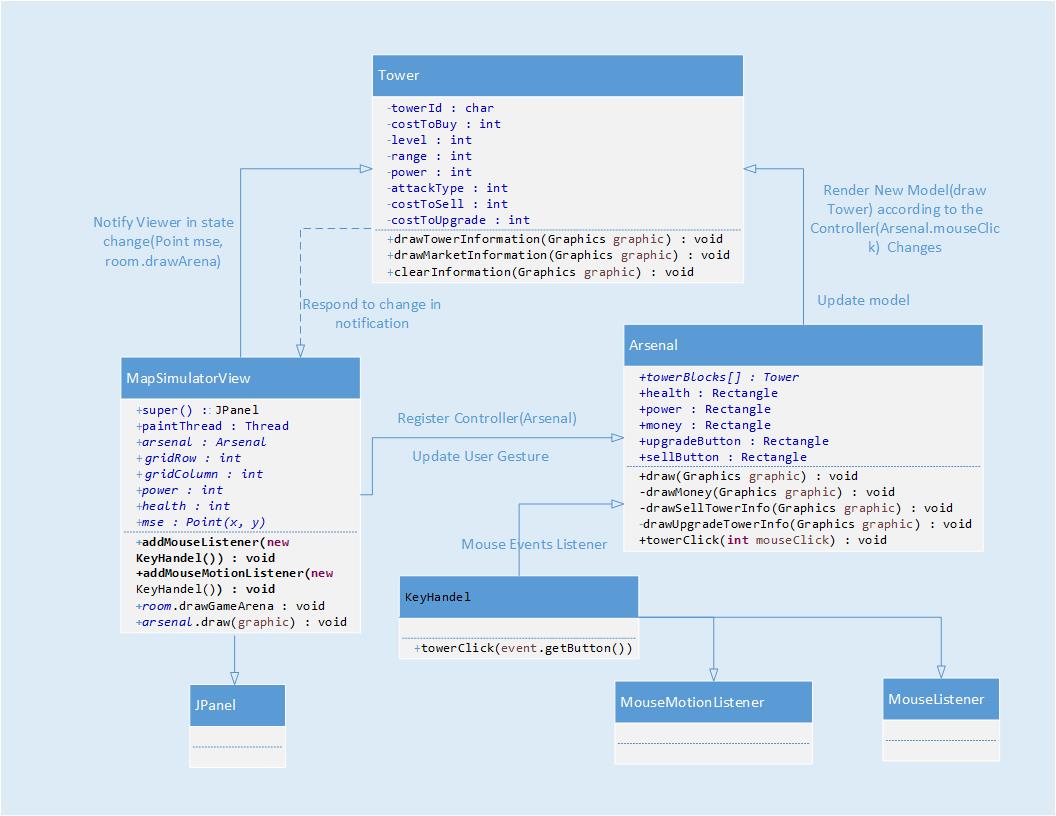 Tower
-towerId : char
-costToBuy : int
-level : int
-range : int
-power : int
-attackType : int
-costToSell : int
-costToUpgrade : int
+drawTowerInformation(Graphics graphic) : void
+drawMarketInformation(Graphics graphic) : void
+clearInformation(Graphics graphic) : void
Notify Viewer in state
change(Point mse,
room.drawArena)
Render New Model(draw
Tower) according to the
Controller(Arsenal.mouseClic
k) Changes
Respond to change in
notification
Update model
MapSimulatorView
+super() : JPanel
+paintThread : Thread
+arsenal : Arsenal
+gridRow : int
+gridColumn : int
+power : int
+health : int
+mse : Point(x, y)
+addMouseListener(new
KeyHandel()) : void
+addMouseMotionListener(new
KeyHandel()) : void
+room.drawGameArena : void
+arsenal.draw(graphic) : void
Register Controller(Arsenal)
Update User Gesture
Arsenal
+towerBlocks[] : Tower
+health : Rectangle
+power : Rectangle
+money : Rectangle
+upgradeButton : Rectangle
+sellButton : Rectangle
+draw(Graphics graphic) : void
-drawMoney(Graphics graphic) : void
-drawSellTowerInfo(Graphics graphic) : void
-drawUpgradeTowerInfo(Graphics graphic) : void
+towerClick(int mouseClick) : void
Mouse Events Listener
KeyHandel
+towerClick(event.getButton())
JPanel
MouseMotionListener
MouseListener